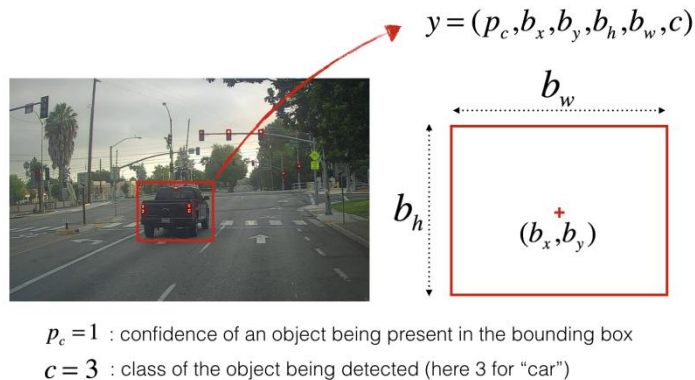 y = (p_c, b_x, b_y, b_h, b_w, c)
b_w
b_h
(b_x, b_y)
p_c = 1 : confidence of an object being present in the bounding box
c = 3 : class of the object being detected (here 3 for “car”)